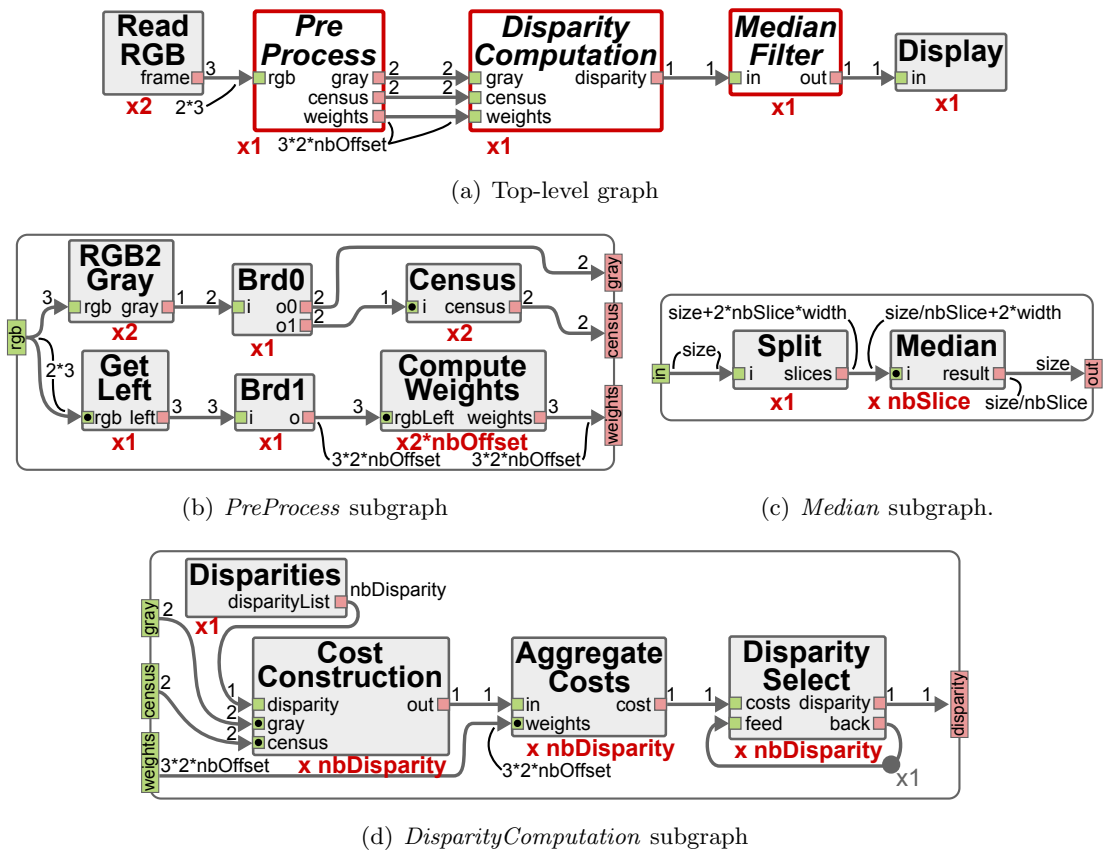 Read RGB
frame
3
2*3
x2
Pre Process
rgb
gray
census
weights
x1
2
2
2
2
3*2*nbOffset
Disparity Computation
gray
census
weights
disparity
x1
1
1
Median Filter
in
out
x1
1
1
Display
in
x1
(a) Top-level graph
rgb
3
2*3
RGB2 Gray
rgb gray
x2
1
2
Brd0
i
o0
o1
x1
2
2
1
Census
i census
x2
2
2
gray
2
census
Get Left
rgb left
x1
3
3
Brd1
i
o
x1
3*2*nbOffset
3
Compute Weights
rgbLeft weights
x2*nbOffset
3
3*2*nbOffset
weights
(b) PreProcess subgraph
in
size
Split
i slices
x1
size+2*nbSlice*width
size/nbSlice+2*width
Median
i result
x nbSlice
size/nbSlice
size
out
(c) Median subgraph.
Disparities
disparityList
nbDisparity
x1
gray
2
census
2
weights
3*2*nbOffset
Cost Construction
1
disparity
out
2
gray
2
census
x nbDisparity
1
1
Aggregate Costs
in
cost
weights
3*2*nbOffset
x nbDisparity
1
1
Disparity Select
costs disparity
feed
back
x nbDisparity
1
1
1
1
x1
disparity
(d) DisparityComputation subgraph